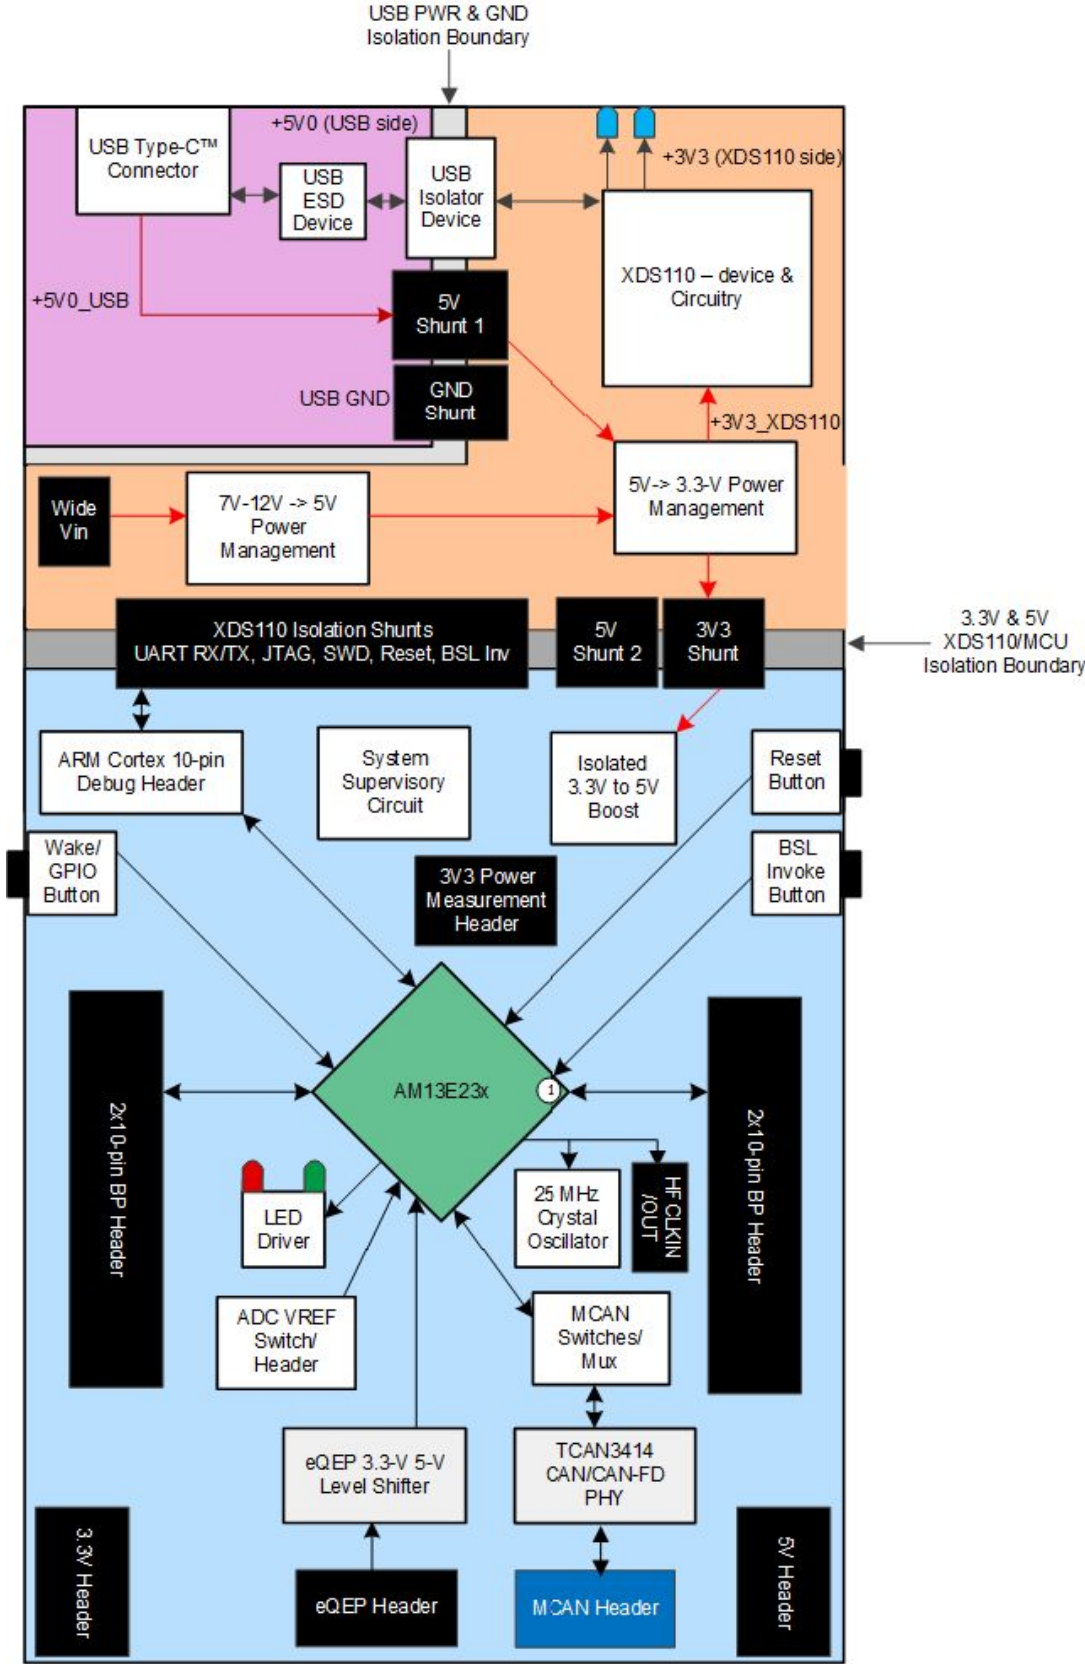 USB PWR & GND
Isolation Boundary
+5V0 (USB side)
USB Type-C™
Connector
USB
ESD
Device
USB
Isolator
Device
+3V3 (XDS110 side)
XDS110 – device &
Circuitry
+5V0_USB
5V
Shunt 1
USB GND
GND
Shunt
+3V3_XDS110
Wide
Vin
7V-12V -> 5V
Power
Management
5V-> 3.3-V Power
Management
XDS110 Isolation Shunts
UART RX/TX, JTAG, SWD, Reset, BSL Inv
5V
Shunt 2
3V3
Shunt
3.3V & 5V
XDS110/MCU
Isolation Boundary
ARM Cortex 10-pin
Debug Header
System
Supervisory
Circuit
Isolated
3.3V to 5V
Boost
Reset
Button
Wake/
GPIO
Button
3V3 Power
Measurement
Header
BSL
Invoke
Button
AM13E23x
1
2x10-pin BP Header
2x10-pin BP Header
LED
Driver
25 MHz
Crystal
Oscillator
HFCLKIN
/OUT
ADC VREF
Switch/
Header
MCAN
Switches/
Mux
eQEP 3.3-V 5-V
Level Shifter
TCAN3414
CAN/CAN-FD
PHY
3.3V Header
eQEP Header
MCAN Header
5V Header